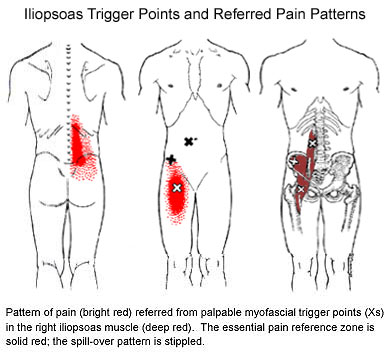 Iliopsoas Trigger Points and Referred Pain Patterns
Pattern of pain (bright red) referred from palpable myofascial trigger points (Xs)
in the right iliopsoas muscle (deep red).  The essential pain reference zone is
solid red; the spill-over pattern is stippled.